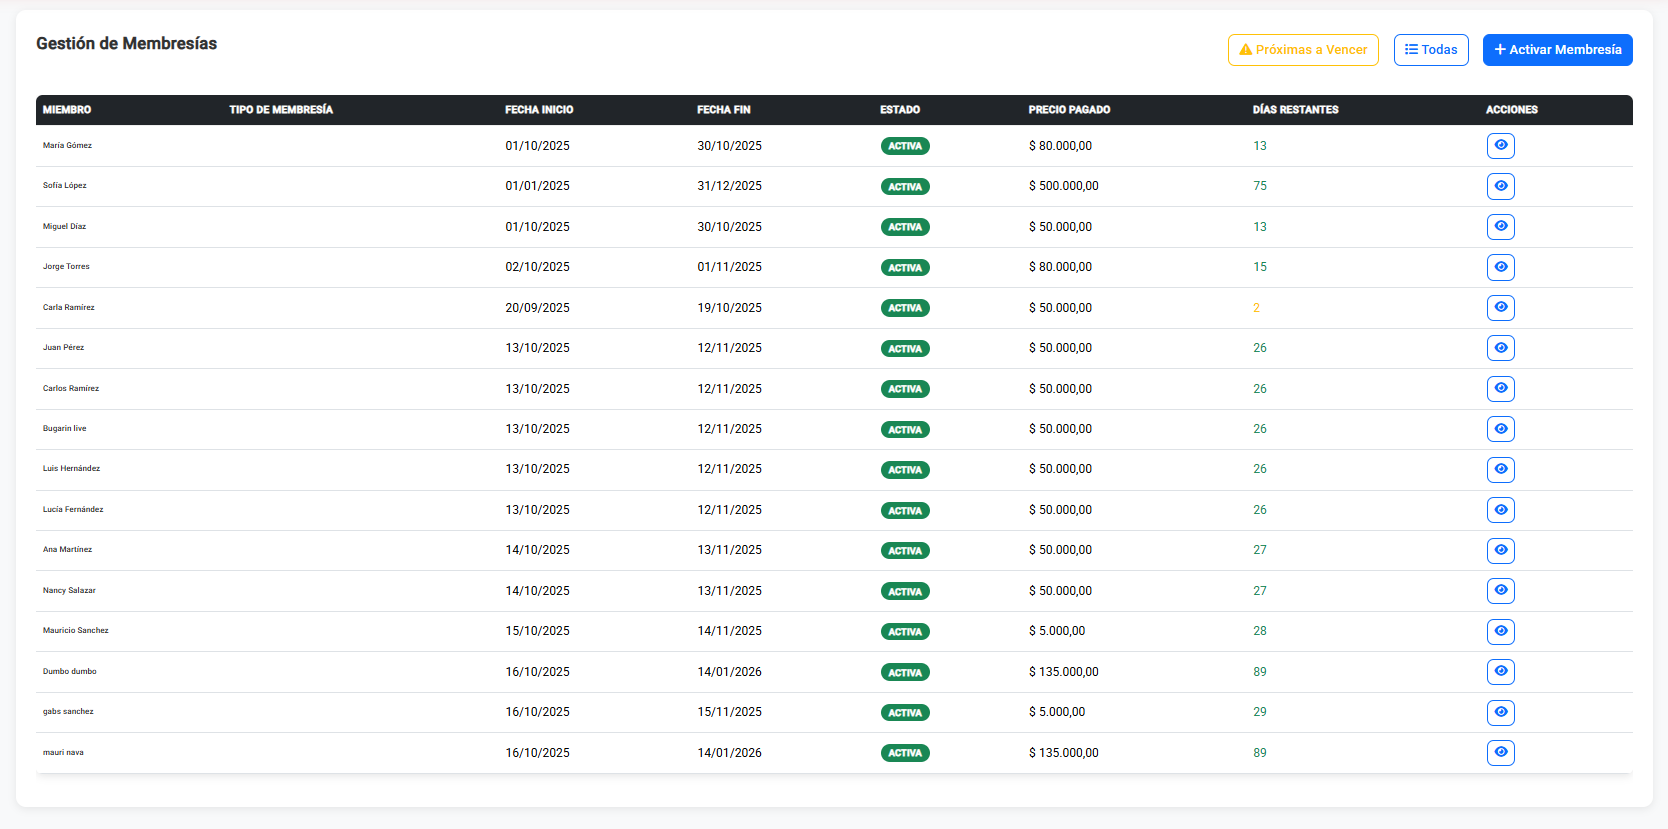 Gestión de Membresías
Próximas a Vencer Todas + Activar Membresía
MIEMBRO TIPO DE MEMBRESÍA FECHA INICIO FECHA FIN ESTADO PRECIO PAGADO DÍAS RESTANTES ACCIONES
María Gómez 01/10/2025 30/10/2025 ACTIVA $ 80.000,00 13
Sofía López 01/01/2025 31/12/2025 ACTIVA $ 500.000,00 75
Miguel Díaz 01/10/2025 30/10/2025 ACTIVA $ 50.000,00 13
Jorge Torres 02/10/2025 01/11/2025 ACTIVA $ 80.000,00 15
Carla Ramírez 20/09/2025 19/10/2025 ACTIVA $ 50.000,00 2
Juan Pérez 13/10/2025 12/11/2025 ACTIVA $ 50.000,00 26
Carlos Ramírez 13/10/2025 12/11/2025 ACTIVA $ 50.000,00 26
Bugarin live 13/10/2025 12/11/2025 ACTIVA $ 50.000,00 26
Luis Hernández 13/10/2025 12/11/2025 ACTIVA $ 50.000,00 26
Lucía Fernández 13/10/2025 12/11/2025 ACTIVA $ 50.000,00 26
Ana Martínez 14/10/2025 13/11/2025 ACTIVA $ 50.000,00 27
Nancy Salazar 14/10/2025 13/11/2025 ACTIVA $ 50.000,00 27
Mauricio Sanchez 15/10/2025 14/11/2025 ACTIVA $ 5.000,00 28
Dumbo dumbo 16/10/2025 14/01/2026 ACTIVA $ 135.000,00 89
gabs sanchez 16/10/2025 15/11/2025 ACTIVA $ 5.000,00 29
mauri nava 16/10/2025 14/01/2026 ACTIVA $ 135.000,00 89